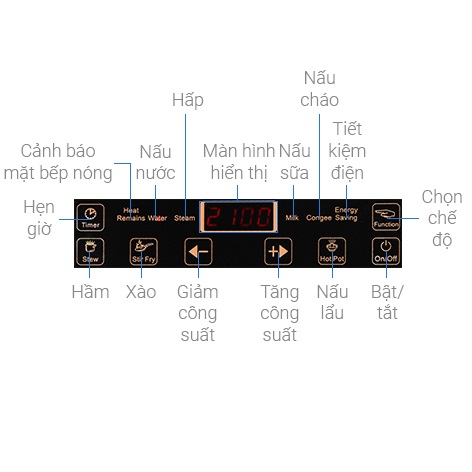 Nấu
cháo
Hấp
Tiết
kiệm
điện
Cảnh báo
mặt bếp nóng
Nấu
nước
Màn hình
hiển thị
Nấu
sữa
Chọn
chế
độ
Hẹn
giờ
Timer
Heat
Remains
Water
Steam
2100
Milk
Congee
Energy
Saving
Function
Stew
Stir Fry
+
Hot Pot
On/Off
Hầm
Xào
Giảm
công
suất
Tăng
công
suất
Nấu
lẩu
Bật/
tắt